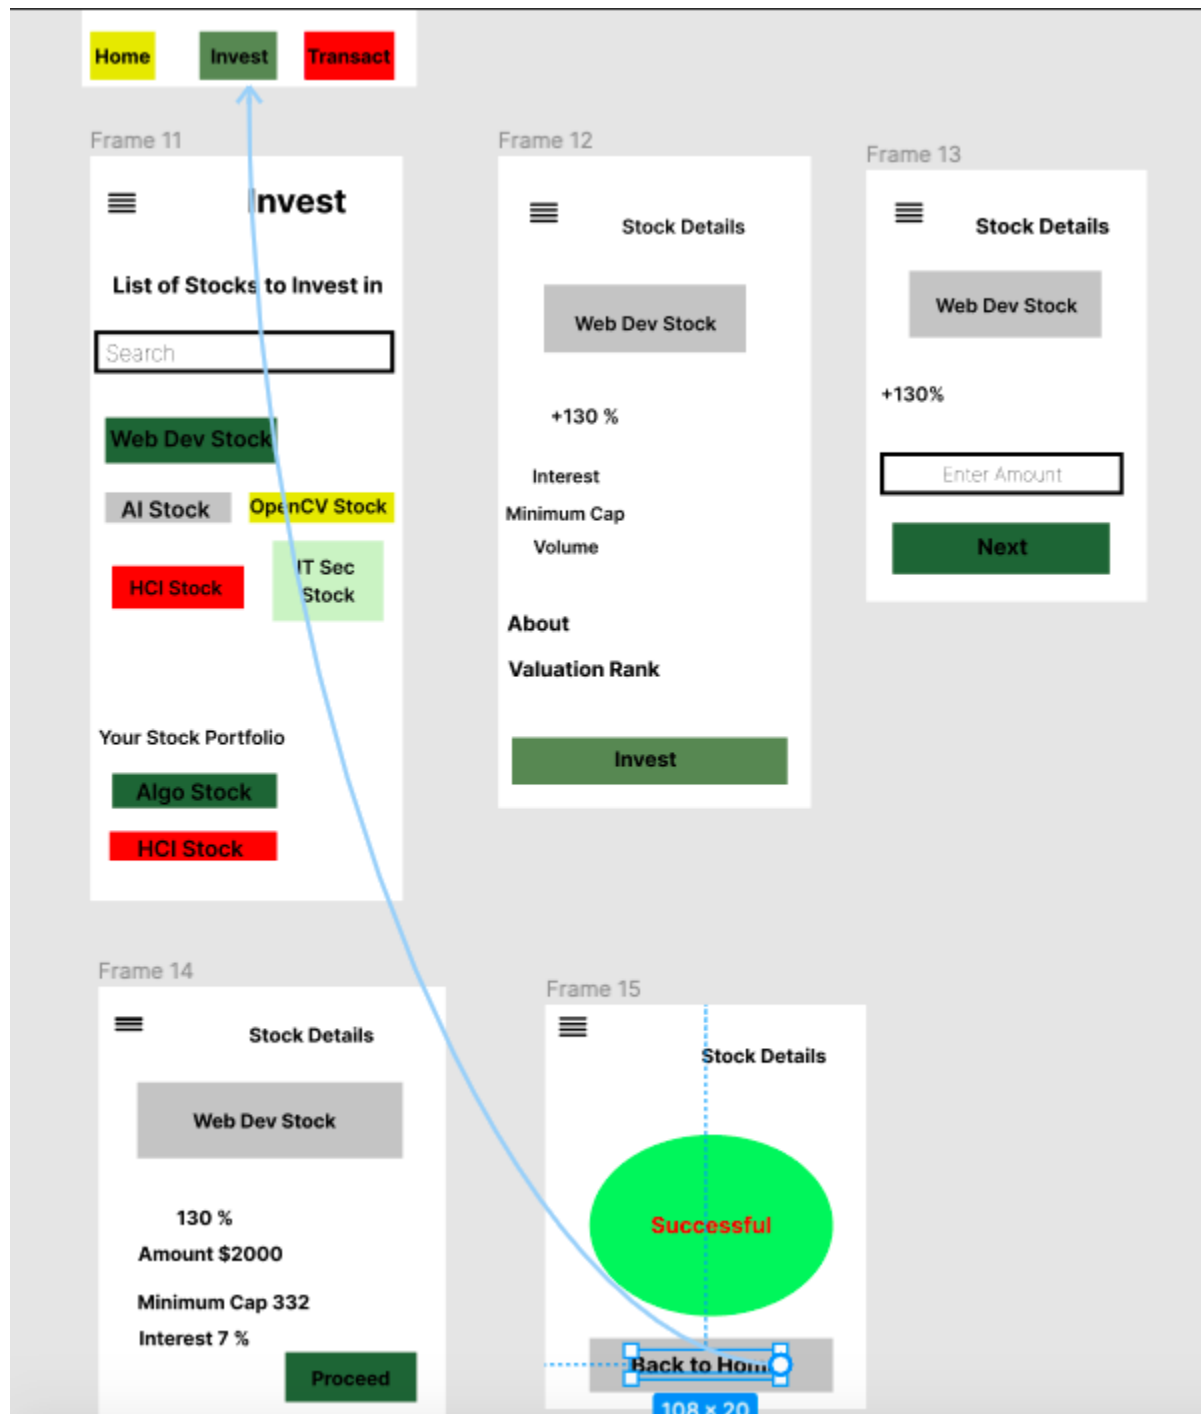 Home Invest Transact
Frame 11
Invest
List of Stocks to Invest in
Search
Web Dev Stock
AI Stock
OpenCV Stock
HCI Stock
IT Sec
Stock
Your Stock Portfolio
Algo Stock
HCI Stock
Frame 12
Stock Details
Web Dev Stock
+130 %
Interest
Minimum Cap
Volume
About
Valuation Rank
Invest
Frame 13
Stock Details
Web Dev Stock
+130%
Enter Amount
Next
Frame 14
Stock Details
Web Dev Stock
130 %
Amount $2000
Minimum Cap 332
Interest 7 %
Proceed
Frame 15
Stock Details
Successful
Back to Home
108 × 20